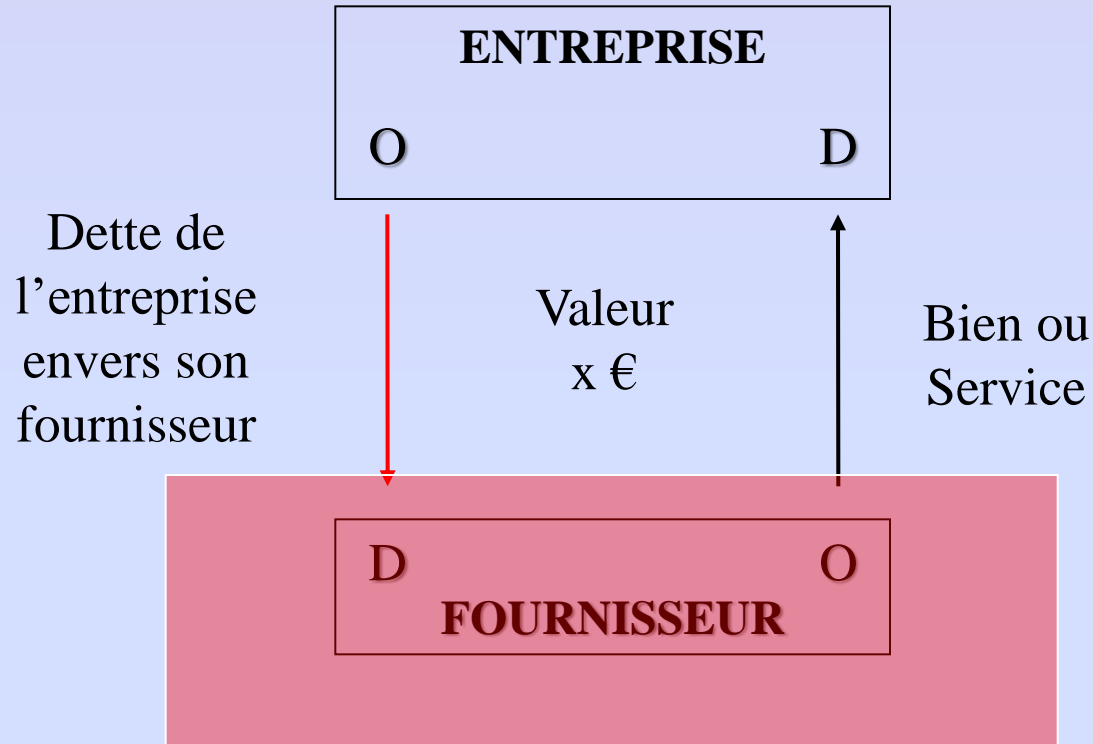 ENTREPRISE
O D
Dette de
l’entreprise
envers son
fournisseur
Valeur
x €
Bien ou
Service
D O
FOURNISSEUR